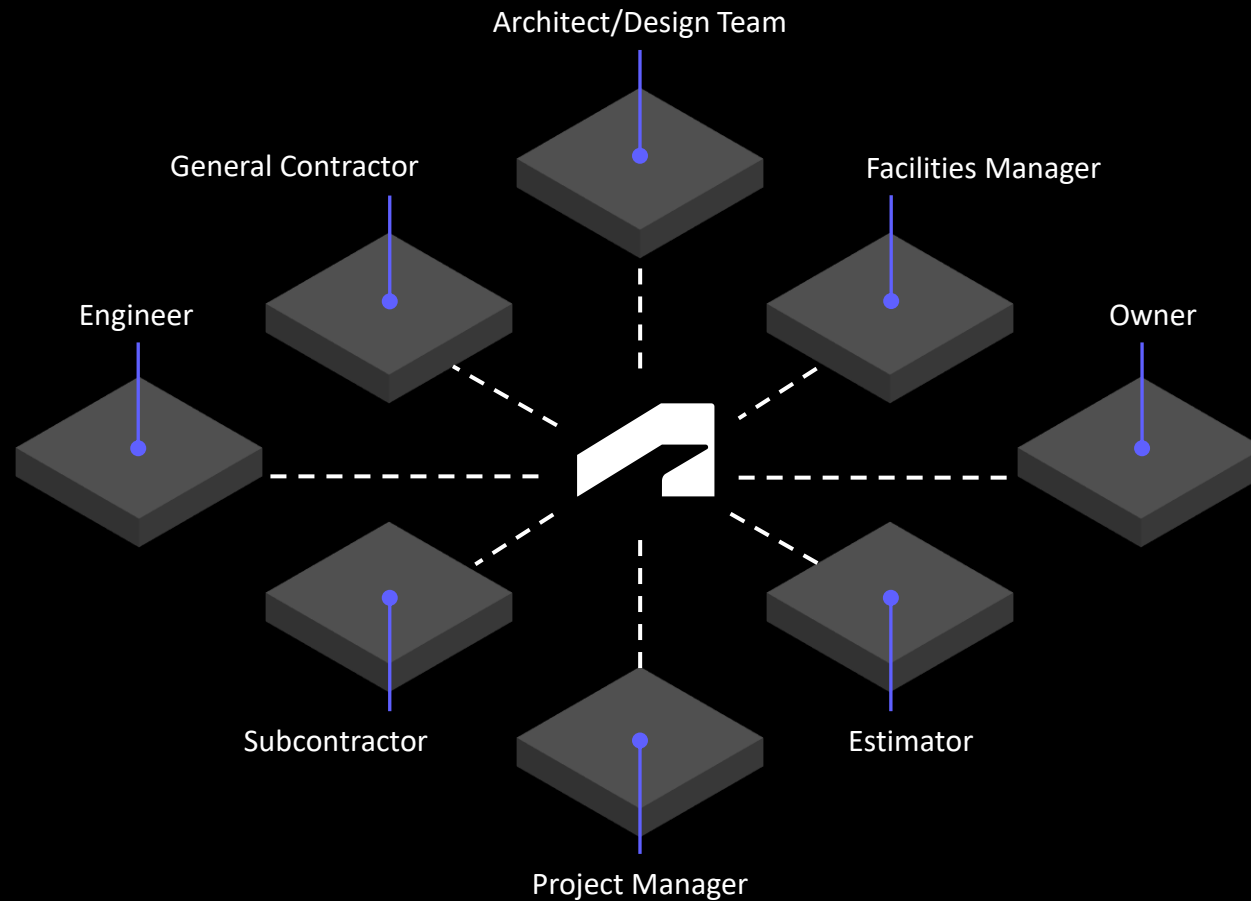 Architect/Design Team
General Contractor
Facilities Manager
Engineer
Owner
Subcontractor
Estimator
Project Manager